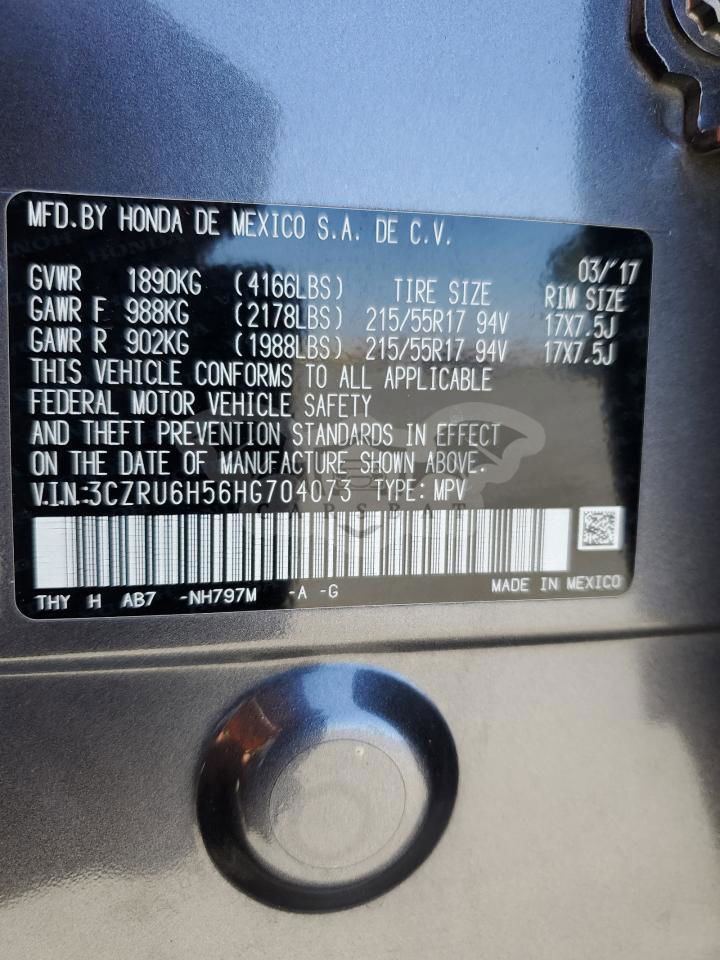 MFD.BY HONDA DE MEXICO S.A. DE C.V.
03/'17
GVWR 1890KG (4166LBS) TIRE SIZE RIM SIZE
GAWR F 988KG (2178LBS) 215/55R17 94V 17X7.5J
GAWR R 902KG (1988LBS) 215/55R17 94V 17X7.5J
THIS VEHICLE CONFORMS TO ALL APPLICABLE
FEDERAL MOTOR VEHICLE SAFETY
AND THEFT PREVENTION STANDARDS IN EFFECT
ON THE DATE OF MANUFACTURE SHOWN ABOVE.
V.I.N:3CZRU6H56HG704073 TYPE: MPV
CARSBAT
THY H AB7 -NH797M -A -G MADE IN MEXICO